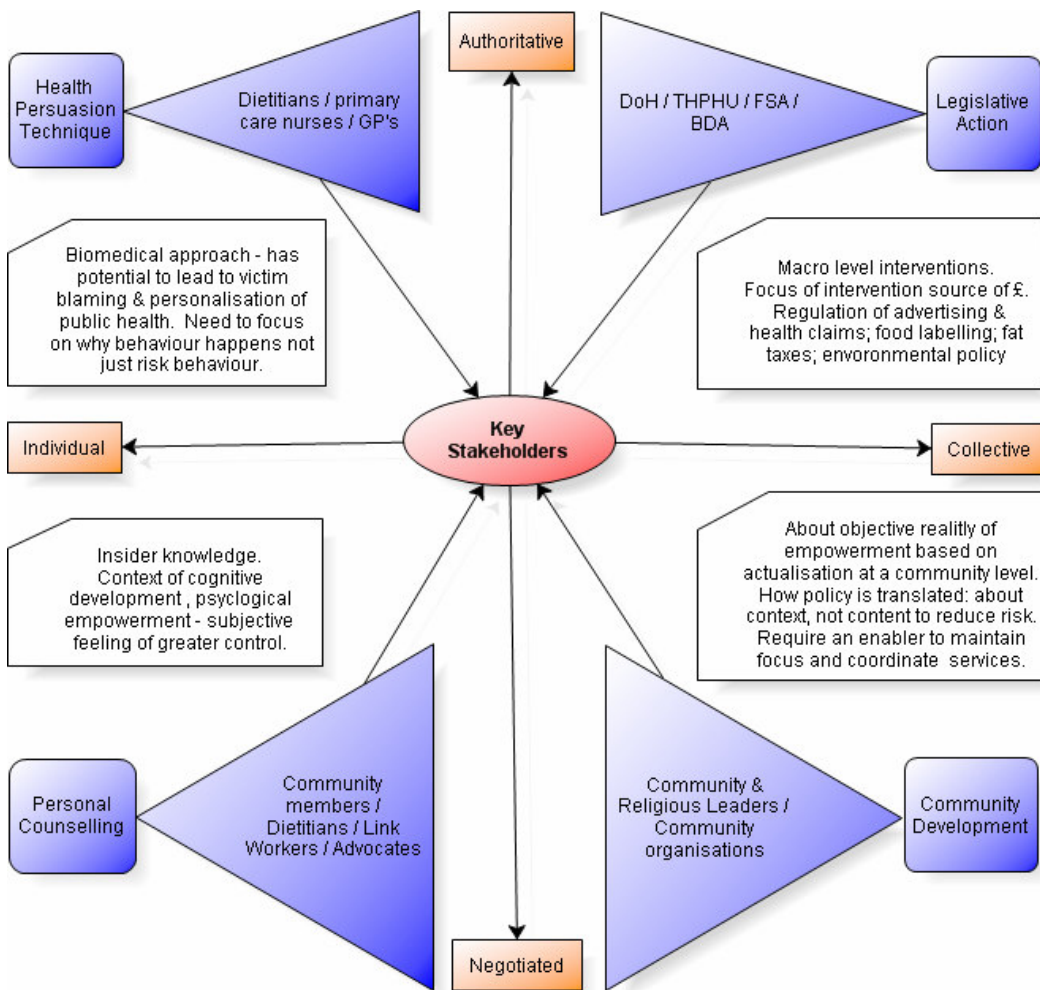 Authoritative
Health
Persuasion
Technique
Dietitians / primary
care nurses / GP's
DoH / THPHU / FSA /
BDA
Legislative
Action
Biomedical approach - has
potential to lead to victim
blaming & personalisation of
public health. Need to focus
on why behaviour happens not
just risk behaviour.
Macro level interventions.
Focus of intervention source of £.
Regulation of advertising &
health claims; food labelling; fat
taxes; envoronmental policy
Individual
Key
Stakeholders
Collective
Insider knowledge.
Context of cognitive
development , psyclogical
empowerment - subjective
feeling of greater control.
About objective realitly of
empowerment based on
actualisation at a community level.
How policy is translated: about
context, not content to reduce risk.
Require an enabler to maintain
focus and coordinate services.
Personal
Counselling
Community
members /
Dietitians / Link
Workers / Advocates
Community &
Religious Leaders /
Community
organisations
Community
Development
Negotiated